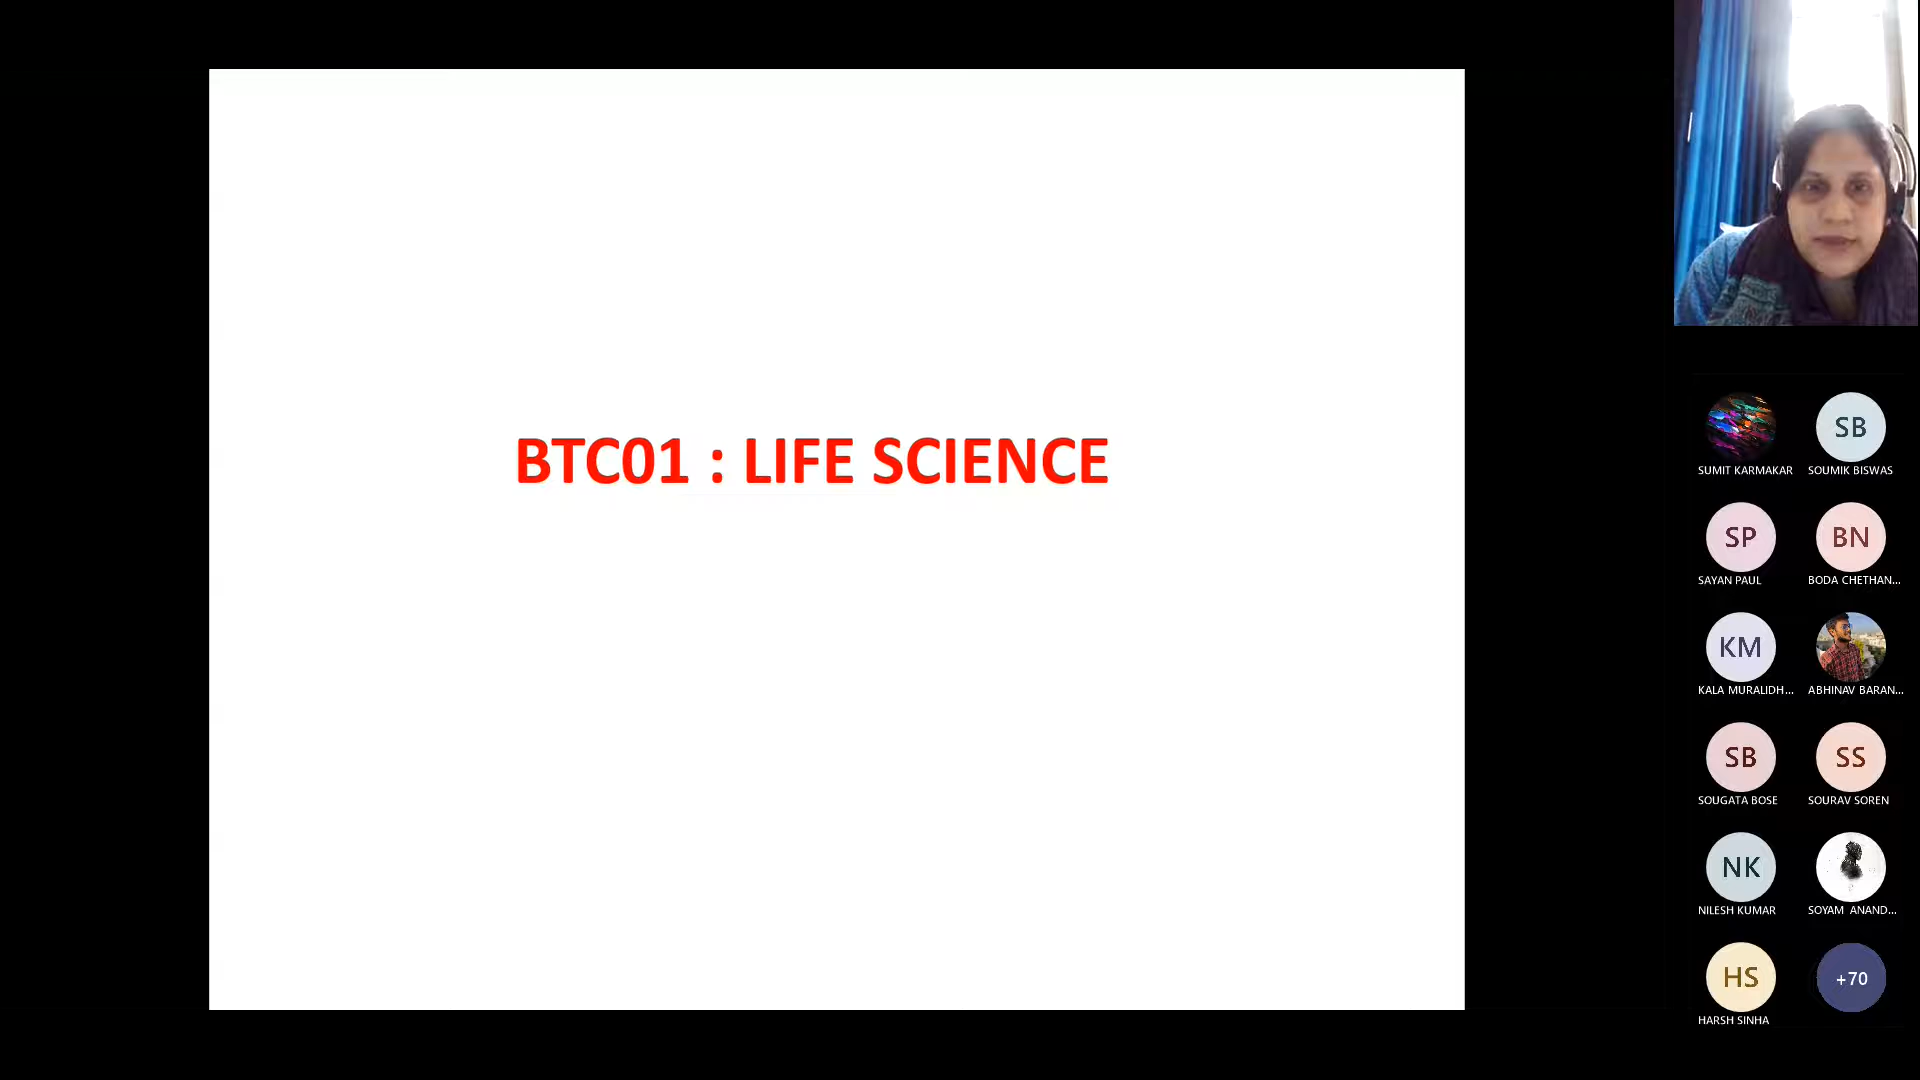 BTC01 : LIFE SCIENCE
SUMIT KARMAKAR
SB
SOUMIK BISWAS
SP
SAYAN PAUL
BN
BODA CHETHAN...
KM
KALA MURALIDH...
ABHINAV BARAN...
SB
SOUGATA BOSE
SS
SOURAV SOREN
NK
NILESH KUMAR
SOYAM ANAND...
HS
HARSH SINHA
+70